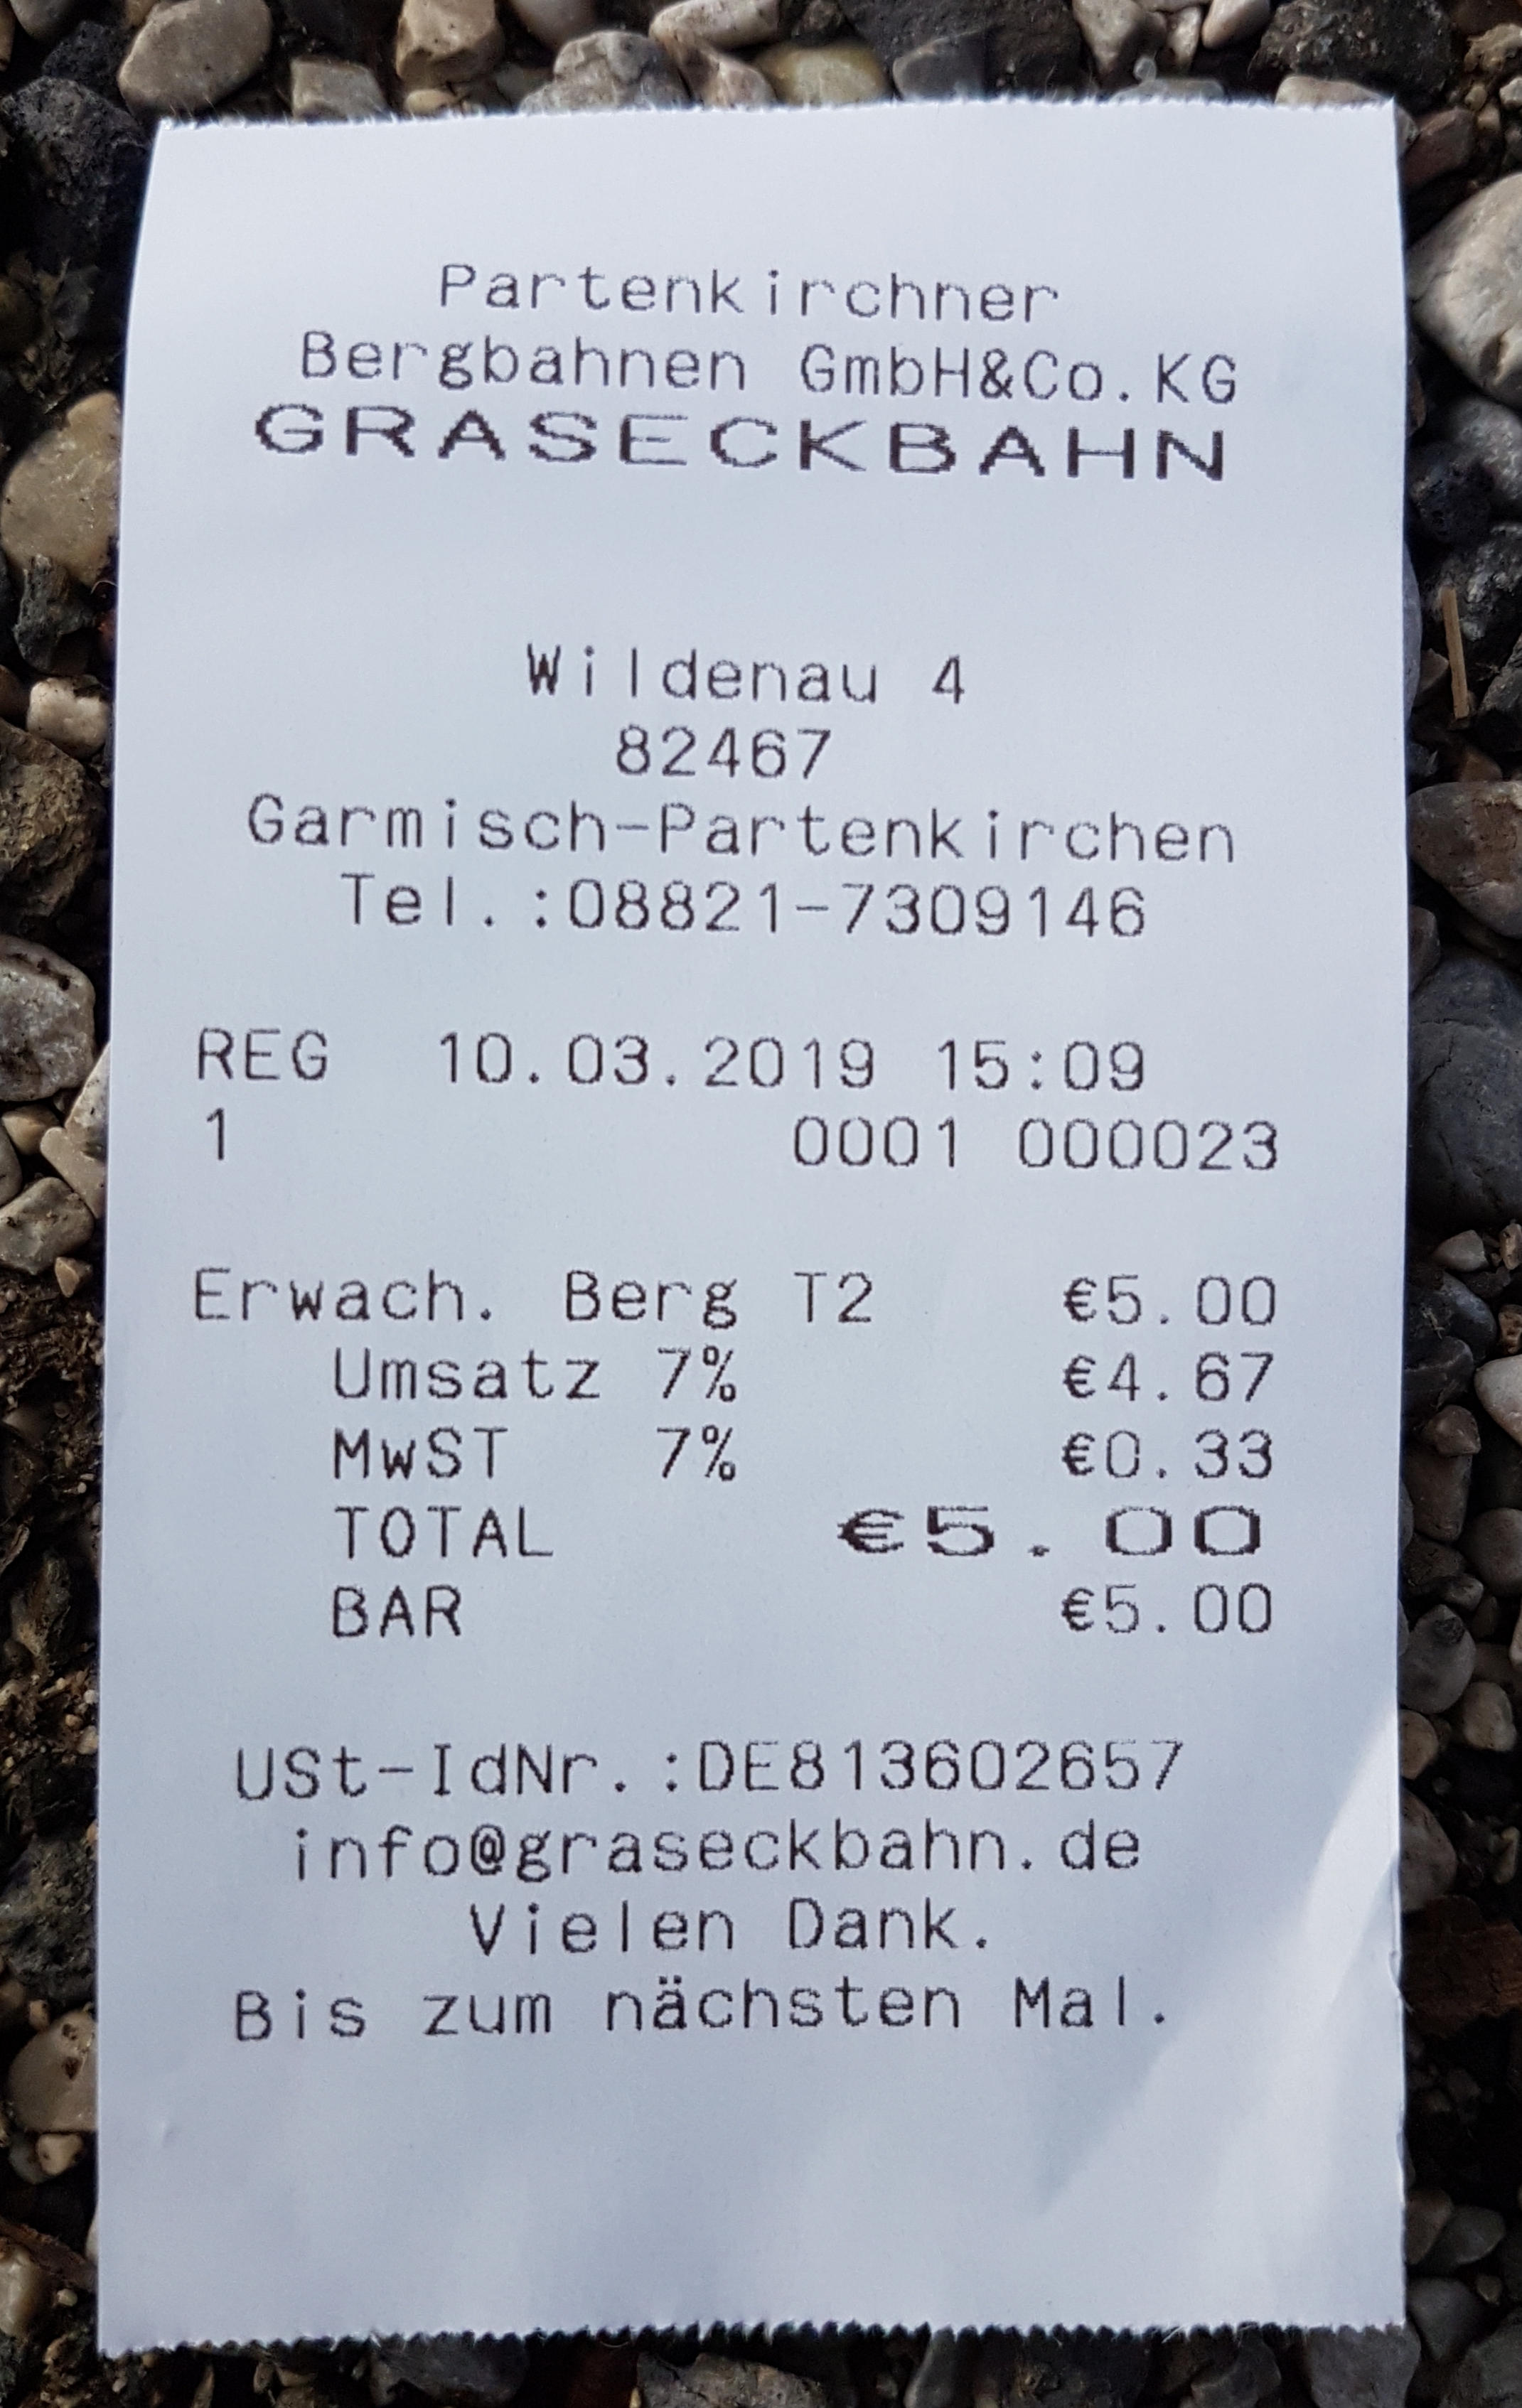 Partenkirchner
Bergbahnen GmbH&Co.KG
GRASECKBAHN
Wildenau 4
82467
Garmisch-Partenkirchen
Tel.:08821-7309146
REG 10.03.2019 15:09
1 0001 000023
Erwach. Berg T2 €5.00
Umsatz 7% €4.67
MwST 7% €0.33
TOTAL €5.00
BAR €5.00
USt-IdNr.:DE813602657
info@graseckbahn.de
Vielen Dank.
Bis zum nächsten Mal.